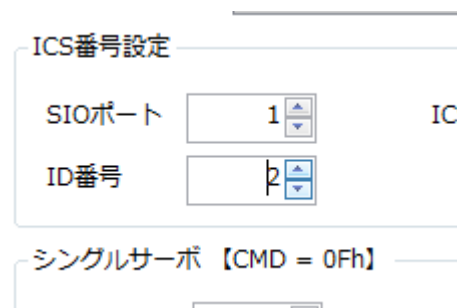 ICS番号設定
SIOポート 1 IC
ID番号 2
シングルサーボ 【CMD = 0Fh】